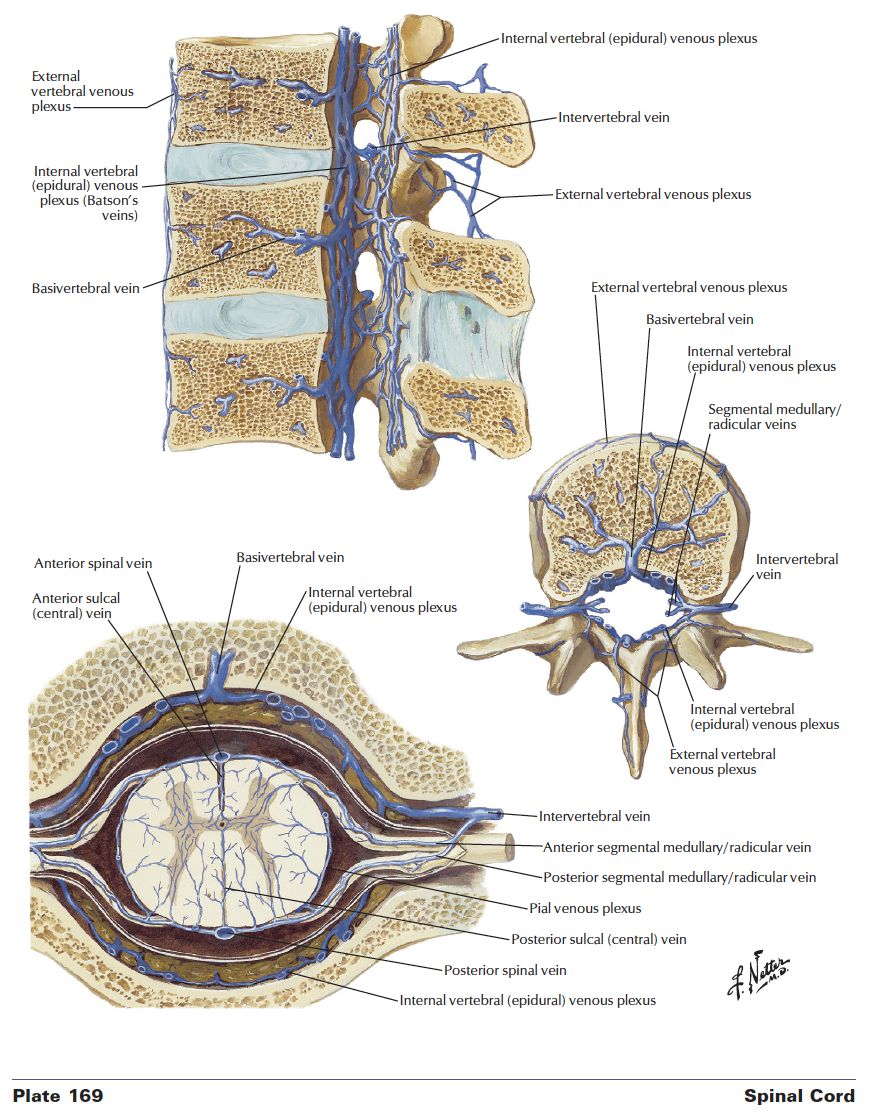 Internal vertebral (epidural) venous plexus
External
vertebral venous
plexus
Intervertebral vein
Internal vertebral
(epidural) venous
plexus (Batson's
veins)
External vertebral venous plexus
Basivertebral vein
External vertebral venous plexus
Basivertebral vein
Internal vertebral
(epidural) venous plexus
Segmental medullary/
radicular veins
Intervertebral
vein
Internal vertebral
(epidural) venous plexus
External vertebral
venous plexus
Anterior spinal vein
Basivertebral vein
Anterior sulcal
(central) vein
Internal vertebral
(epidural) venous plexus
Intervertebral vein
Anterior segmental medullary/radicular vein
Posterior segmental medullary/radicular vein
Pial venous plexus
Posterior sulcal (central) vein
Posterior spinal vein
Internal vertebral (epidural) venous plexus
F. Netter
M.D.
Plate 169
Spinal Cord